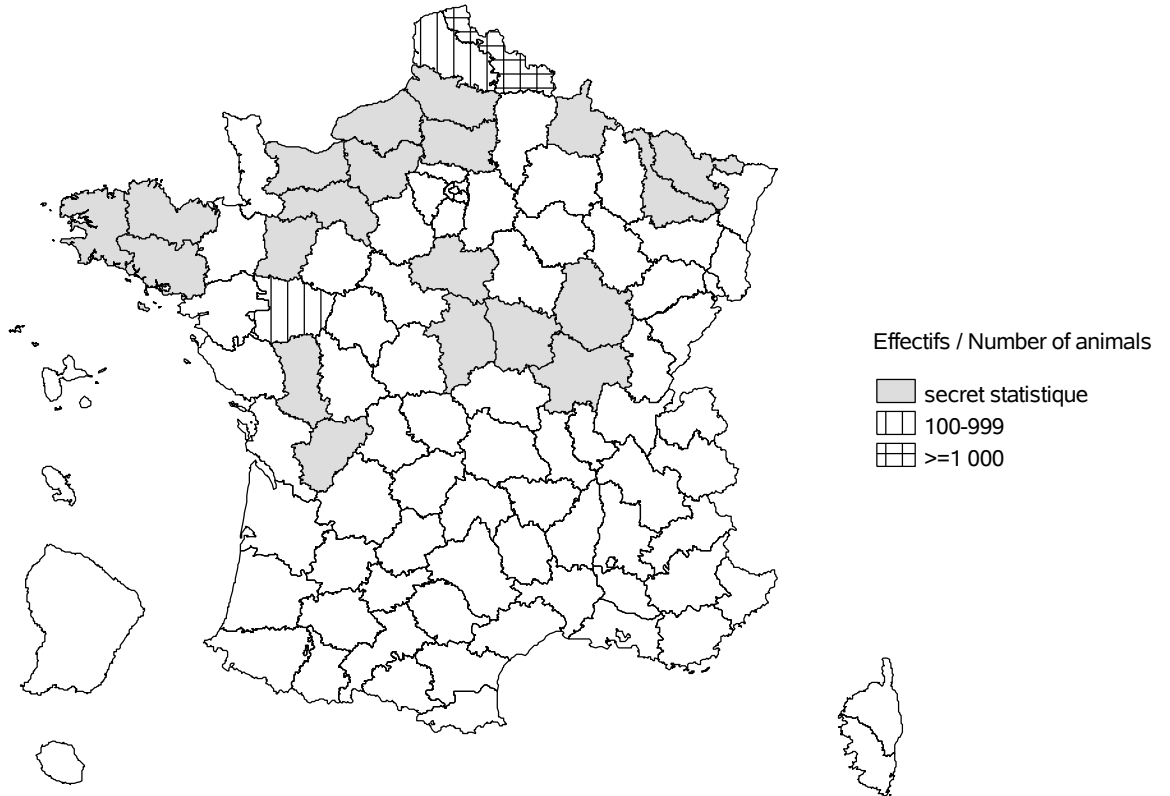 Effectifs / Number of animals
secret statistique
100-999
>=1 000